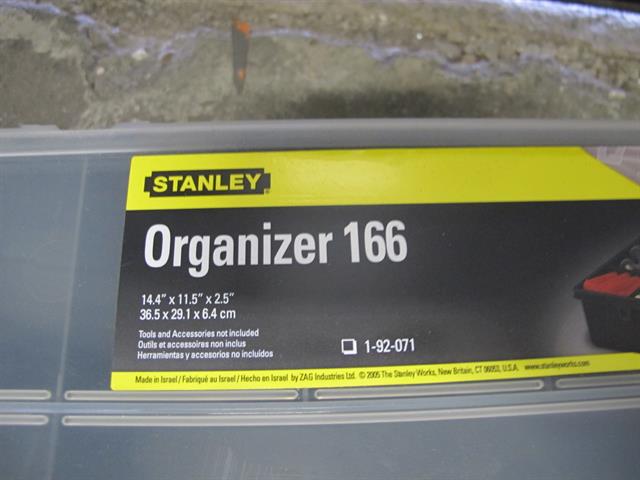 STANLEY
Organizer 166
14.4" x 11.5" x 2.5"
36.5 x 29.1 x 6.4 cm
Tools and Accessories not included
Outils et accessoires non inclus
Herramientas y accesorios no incluídos
1-92-071
Made in Israel / Fabriqué au Israel / Hecho en Israel by ZAG Industries Ltd. © 2005 The Stanley Works, New Britain, CT 06053, U.S.A. www.stanleyworks.com